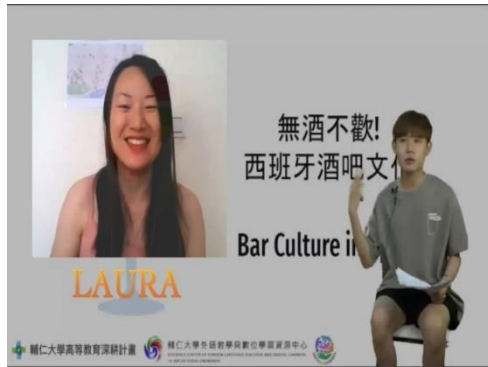 無酒不歡!
西班牙酒吧文
Bar Culture i
LAURA
輔仁大學高等教育深耕計畫
輔仁大學外語教學與數位學習資源中心